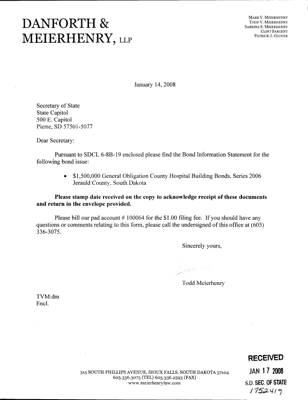 DANFORTH &
MEIERHENRY, LLP
MARK V. MEIERHENRY
TODD V. MEIERHENRY
SABRINA S. MEIERHENRY
CLINT SARGENT
PATRICK J. GLOVER
January 14, 2008
Secretary of State
State Capitol
500 E. Capitol
Pierre, SD 57501-5077
Dear Secretary:
Pursuant to SDCL 6-8B-19 enclosed please find the Bond Information Statement for the
following bond issue:
• $1,500,000 General Obligation County Hospital Building Bonds, Series 2006
Jerauld County, South Dakota
Please stamp date received on the copy to acknowledge receipt of these documents
and return in the envelope provided.
Please bill our pad account # 100064 for the $1.00 filing fee. If you should have any
questions or comments relating to this form, please call the undersigned of this office at (605)
336-3075.
Sincerely yours,
Todd Meierhenry
TVM:dm
Encl.
315 SOUTH PHILLIPS AVENUE, SIOUX FALLS, SOUTH DAKOTA 57104
605.336.3075 (TEL) 605.336.2593 (FAX)
www.meierhenrylaw.com
RECEIVED
JAN 17 2008
S.D. SEC. OF STATE
1752419